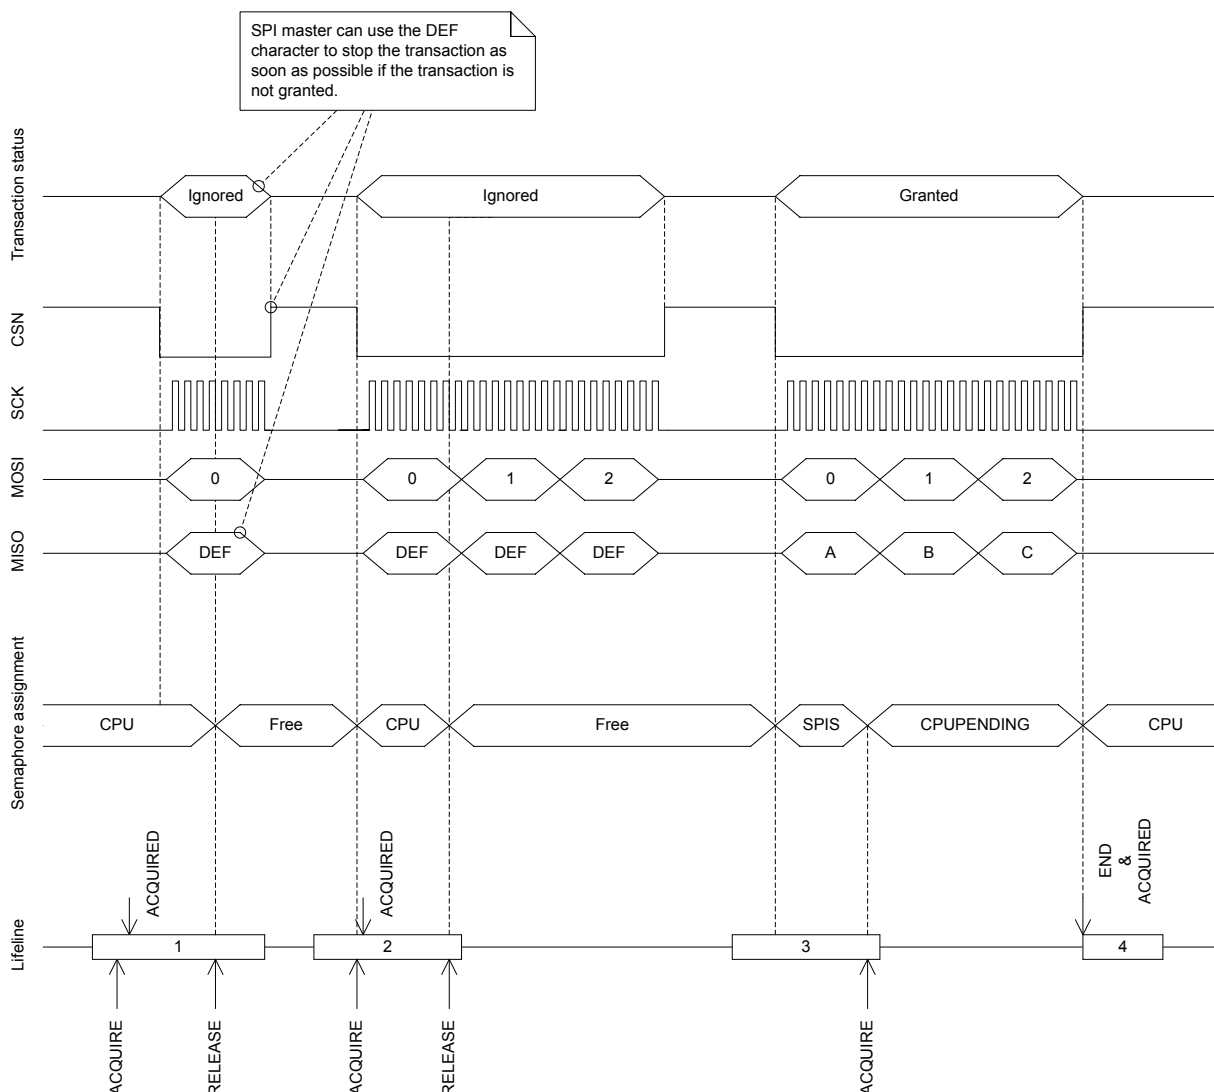 SPI master can use the DEF
character to stop the transaction as
soon as possible if the transaction is
not granted.
Transaction status
Ignored
Ignored
Granted
CSN
SCK
MOSI
0
0
1
2
0
1
2
MISO
DEF
DEF
DEF
DEF
A
B
C
Semaphore assignment
CPU
Free
CPU
Free
SPIS
CPUPENDING
CPU
ACQUIRED
ACQUIRED
END
&
ACQUIRED
Lifeline
1
2
3
4
ACQUIRE
RELEASE
ACQUIRE
RELEASE
ACQUIRE